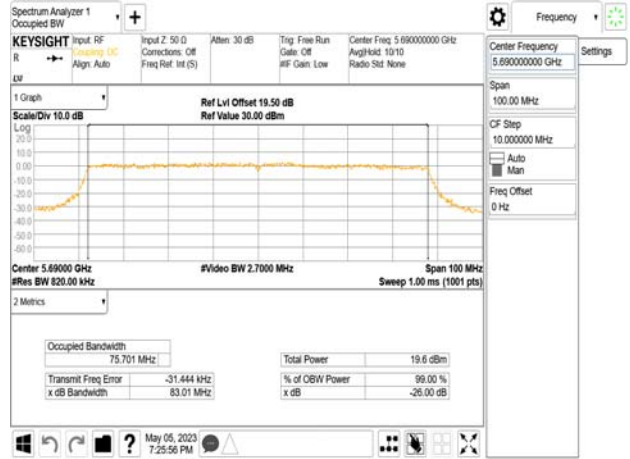 Spectrum Analyzer 1
Occupied BW
+
Frequency
KEYSIGHT
R
Input: RF
Coupling: DC
Align: Auto
Input Z: 50 Ω
Corrections: Off
Freq Ref: Int (S)
Atten: 30 dB
Trig: Free Run
Gate: Off
#IF Gain: Low
Center Freq: 5.690000000 GHz
Avg|Hold: 10/10
Radio Std: None
Center Frequency
5.690000000 GHz
Settings
Span
100.00 MHz
CF Step
10.000000 MHz
Auto
Man
Freq Offset
0 Hz
1 Graph
Scale/Div 10.0 dB
Ref Lvl Offset 19.50 dB
Ref Value 30.00 dBm
Log
20.0
10.0
0.00
-10.0
-20.0
-30.0
-40.0
-50.0
-60.0
Center 5.69000 GHz
#Video BW 2.7000 MHz
Span 100 MHz
#Res BW 820.00 kHz
Sweep 1.00 ms (1001 pts)
2 Metrics
Occupied Bandwidth
75.701 MHz
Total Power 19.6 dBm
Transmit Freq Error -31.444 kHz
% of OBW Power 99.00 %
x dB Bandwidth 83.01 MHz
x dB -26.00 dB
?
May 05, 2023
7:25:56 PM